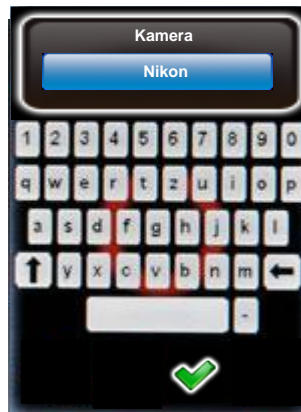 Kamera
Nikon
1 2 3 4 5 6 7 8 9 0
q w e r t z u i o p
a s d f g h j k l
y x c v b n m
-